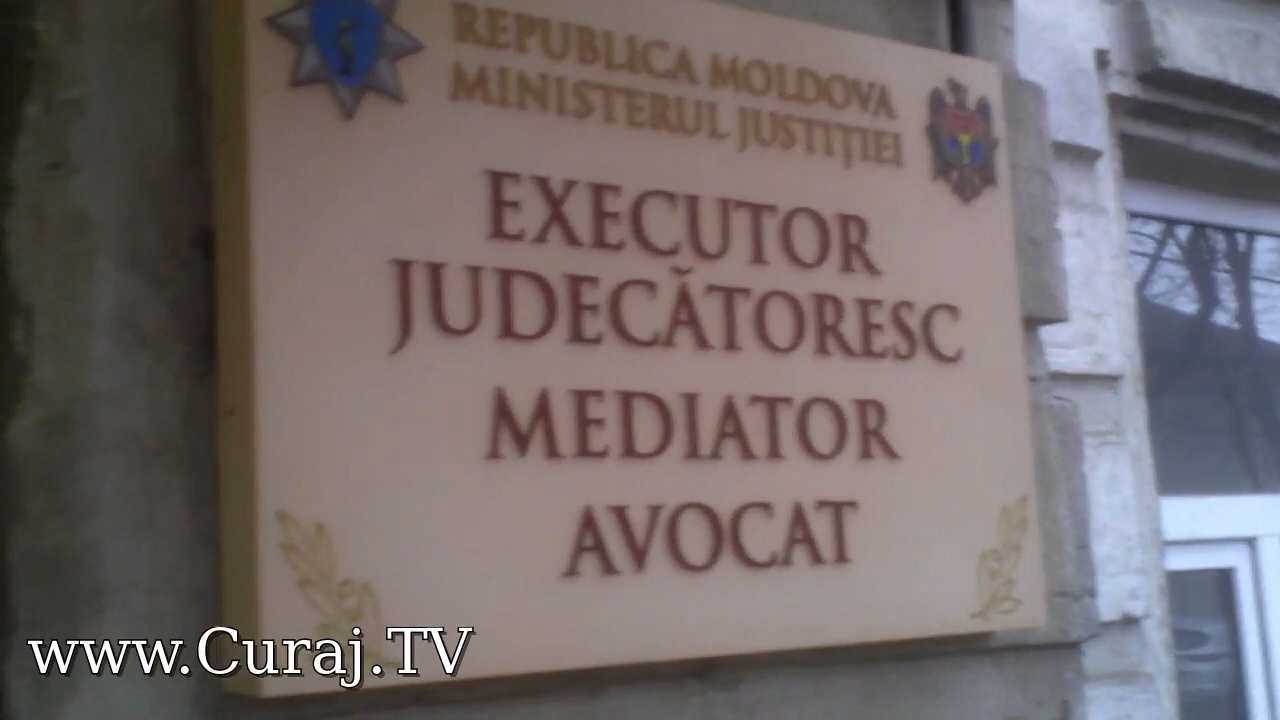 REPUBLICA MOLDOVA
MINISTERUL JUSTIȚIEI
EXECUTOR
JUDECĂTORESC
MEDIATOR
AVOCAT
www.Curaj.TV